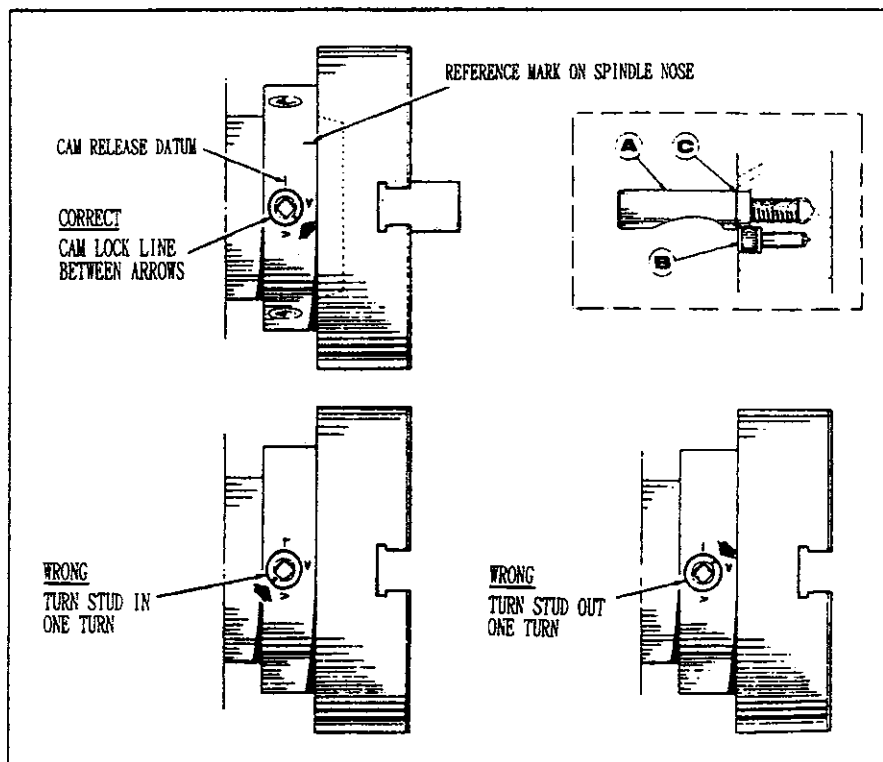 REFERENCE MARK ON SPINDLE NOSE
CAM RELEASE DATUM
CORRECT
CAM LOCK LINE
BETWEEN ARROWS
A
C
B
WRONG
TURN STUD IN
ONE TURN
WRONG
TURN STUD OUT
ONE TURN